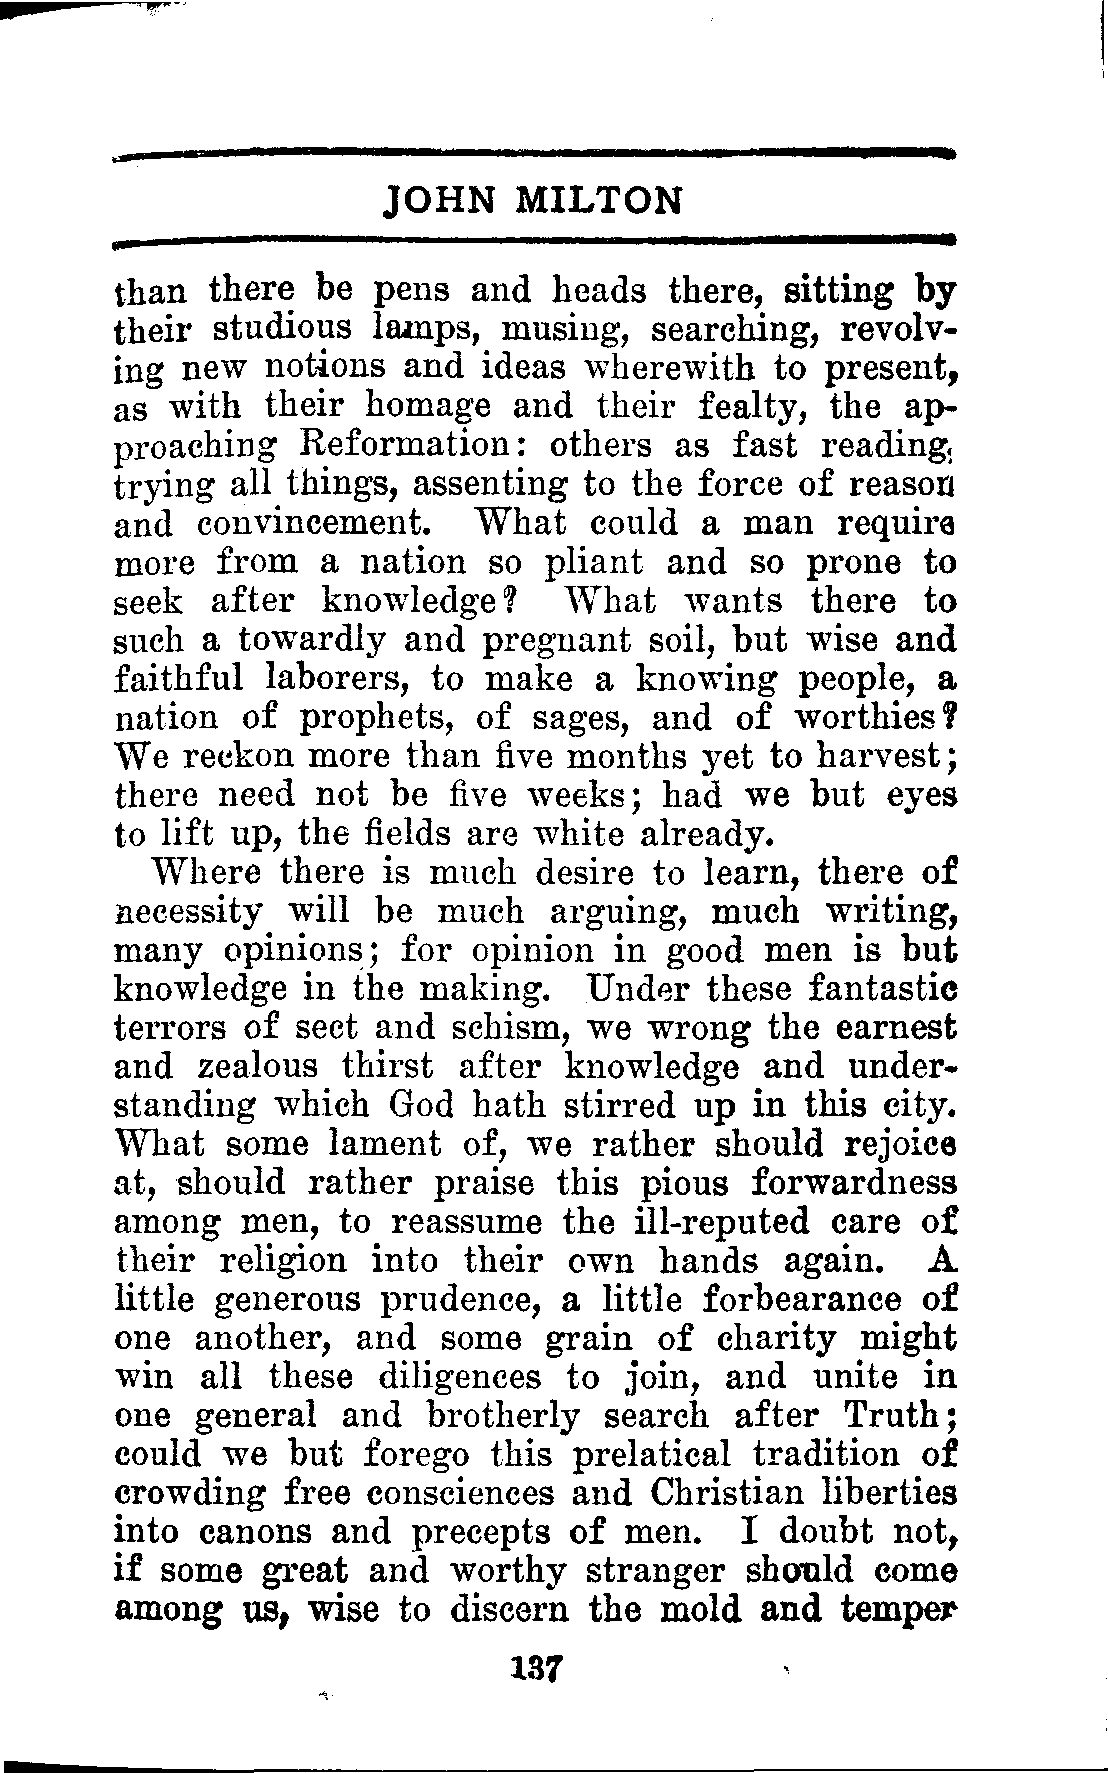 JOHN MILTON
than there be pens and heads there, sitting by
their studious lamps, musing, searching, revolv-
ing new notions and ideas wherewith to present,
as with their homage and their fealty, the ap-
proaching Reformation: others as fast reading,
trying all things, assenting to the force of reason
and convincement. What could a man require
more from a nation so pliant and so prone to
seek after knowledge? What wants there to
such a towardly and pregnant soil, but wise and
faithful laborers, to make a knowing people, a
nation of prophets, of sages, and of worthies?
We reckon more than five months yet to harvest;
there need not be five weeks; had we but eyes
to lift up, the fields are white already.
Where there is much desire to learn, there of
necessity will be much arguing, much writing,
many opinions; for opinion in good men is but
knowledge in the making. Under these fantastic
terrors of sect and schism, we wrong the earnest
and zealous thirst after knowledge and under-
standing which God hath stirred up in this city.
What some lament of, we rather should rejoice
at, should rather praise this pious forwardness
among men, to reassume the ill-reputed care of
their religion into their own hands again. A
little generous prudence, a little forbearance of
one another, and some grain of charity might
win all these diligences to join, and unite in
one general and brotherly search after Truth;
could we but forego this prelatical tradition of
crowding free consciences and Christian liberties
into canons and precepts of men. I doubt not,
if some great and worthy stranger should come
among us, wise to discern the mold and temper
137